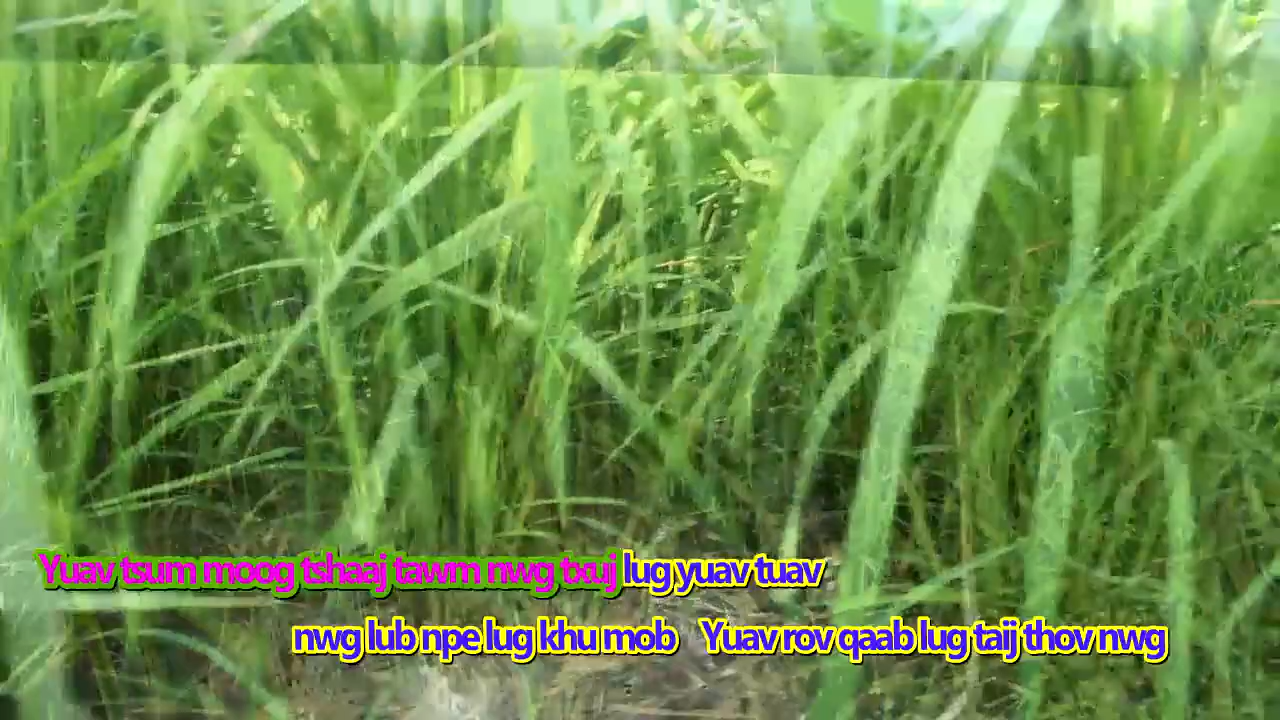 Yuav tsum moog tshaaj tawm nwg txuj lug yuav tuav
nwg lub npe lug khu mob Yuav rov qaab lug taij thov nwg